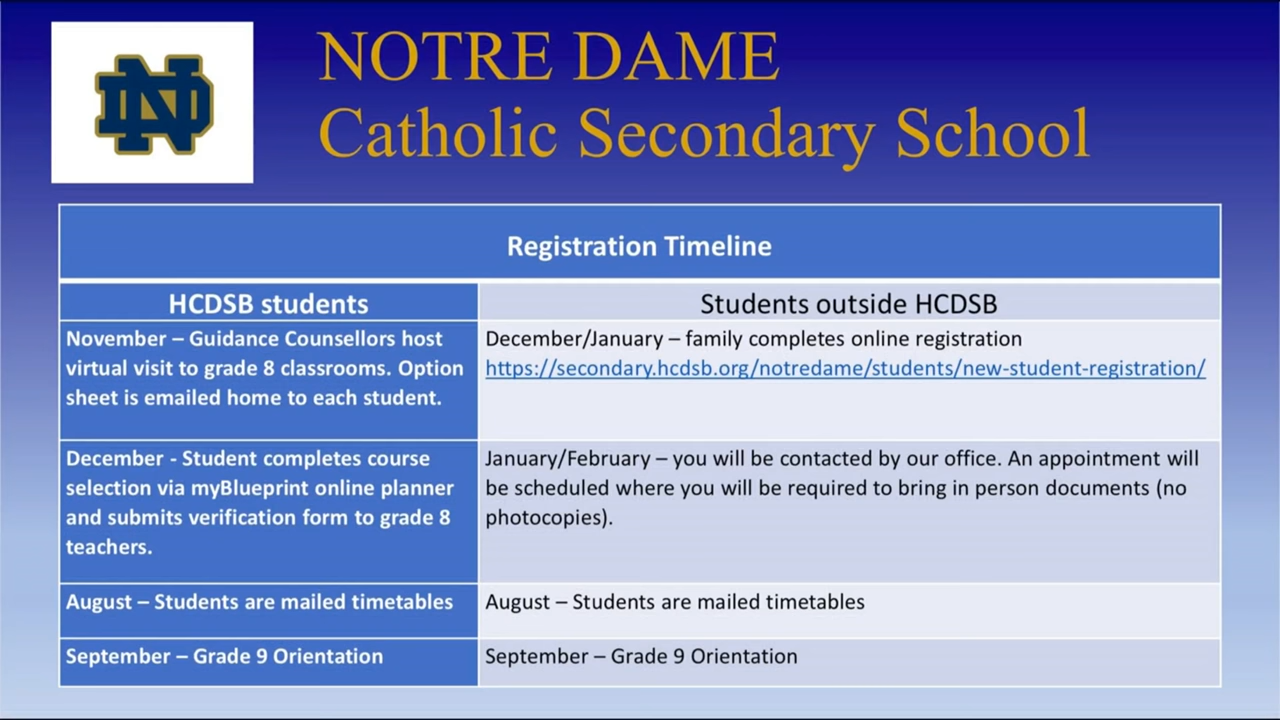 ND
NOTRE DAME
Catholic Secondary School
Registration Timeline
HCDSB students
Students outside HCDSB
November – Guidance Counsellors host
virtual visit to grade 8 classrooms. Option
sheet is emailed home to each student.
December/January – family completes online registration
https://secondary.hcdsb.org/notredame/students/new-student-registration/
December - Student completes course
selection via myBlueprint online planner
and submits verification form to grade 8
teachers.
January/February – you will be contacted by our office. An appointment will
be scheduled where you will be required to bring in person documents (no
photocopies).
August – Students are mailed timetables
August – Students are mailed timetables
September – Grade 9 Orientation
September – Grade 9 Orientation